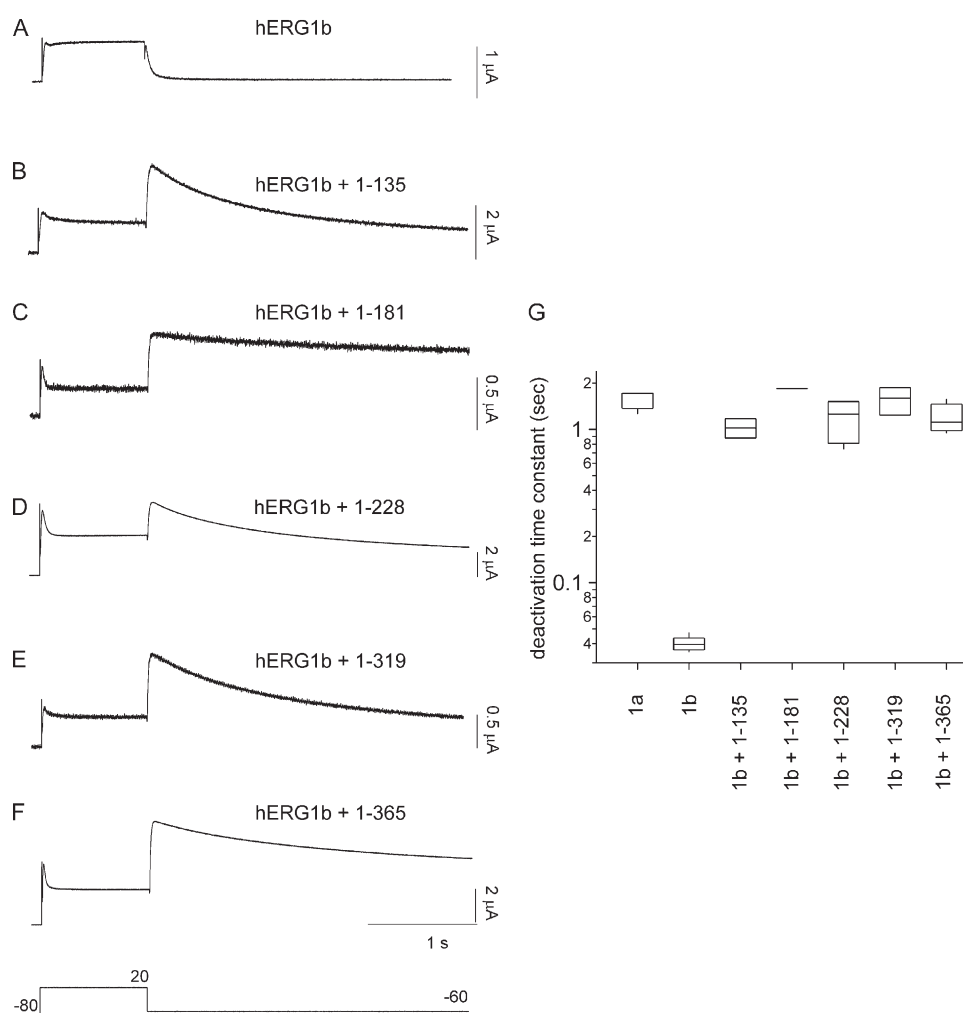 A
hERG1b
1 μA
B
hERG1b + 1-135
2 μA
C
hERG1b + 1-181
0.5 μA
D
hERG1b + 1-228
2 μA
E
hERG1b + 1-319
0.5 μA
F
hERG1b + 1-365
2 μA
1 s
-80
20
-60
G
deactivation time constant (sec)
2
1
8
6
4
2
0.1
8
6
4
1a
1b
1b + 1-135
1b + 1-181
1b + 1-228
1b + 1-319
1b + 1-365